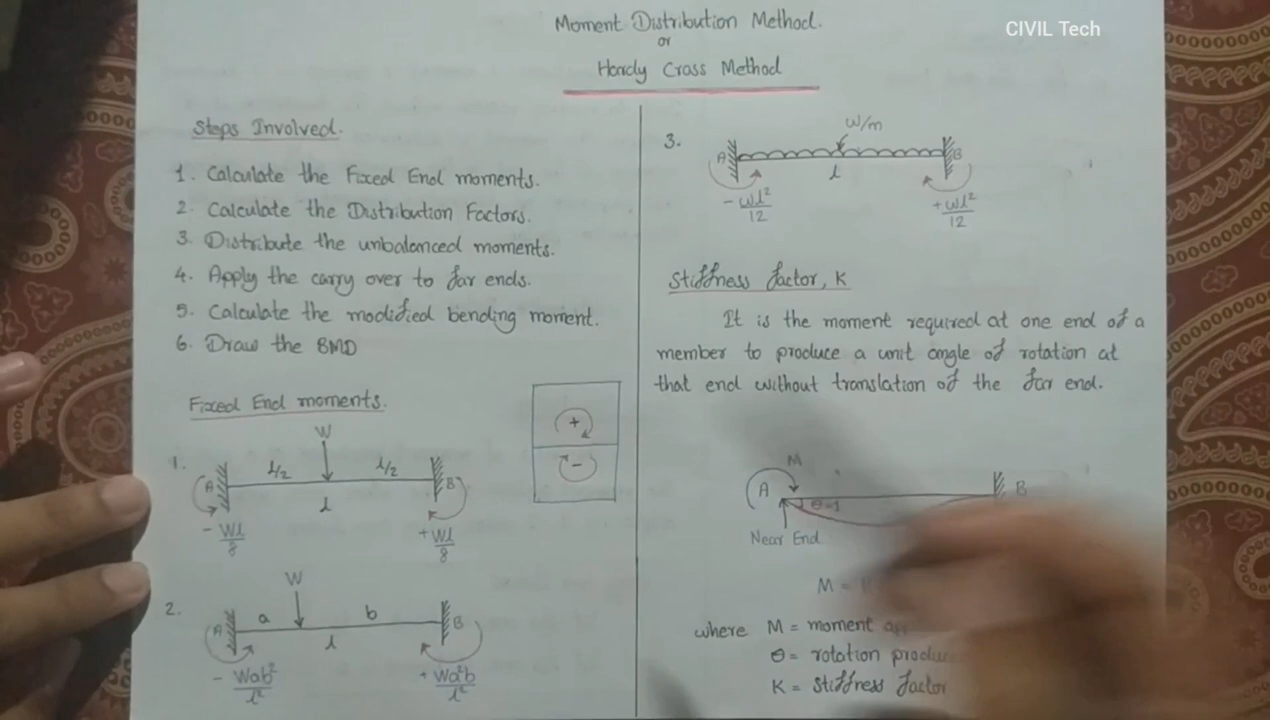 CIVIL Tech
Moment Distribution Method.
or
Hardy Cross Method
Steps Involved.
1. Calculate the Fixed End moments.
2. Calculate the Distribution Factors.
3. Distribute the unbalanced moments.
4. Apply the carry over to far ends.
5. Calculate the modified bending moment.
6. Draw the BMD
Fixed End moments.
+
-
1.
W
A l/2 l/2 B
l
- Wl/8 + Wl/8
2.
W
A a b B
l
- Wab²/l² + Wa²b/l²
3.
W/m
A B
l
- Wl²/12 + Wl²/12
Stiffness factor, K
It is the moment required at one end of a
member to produce a unit angle of rotation at
that end without translation of the far end.
M
A θ=1 B
Near End
M =
where M = moment
θ = rotation
K = Stiffness factor